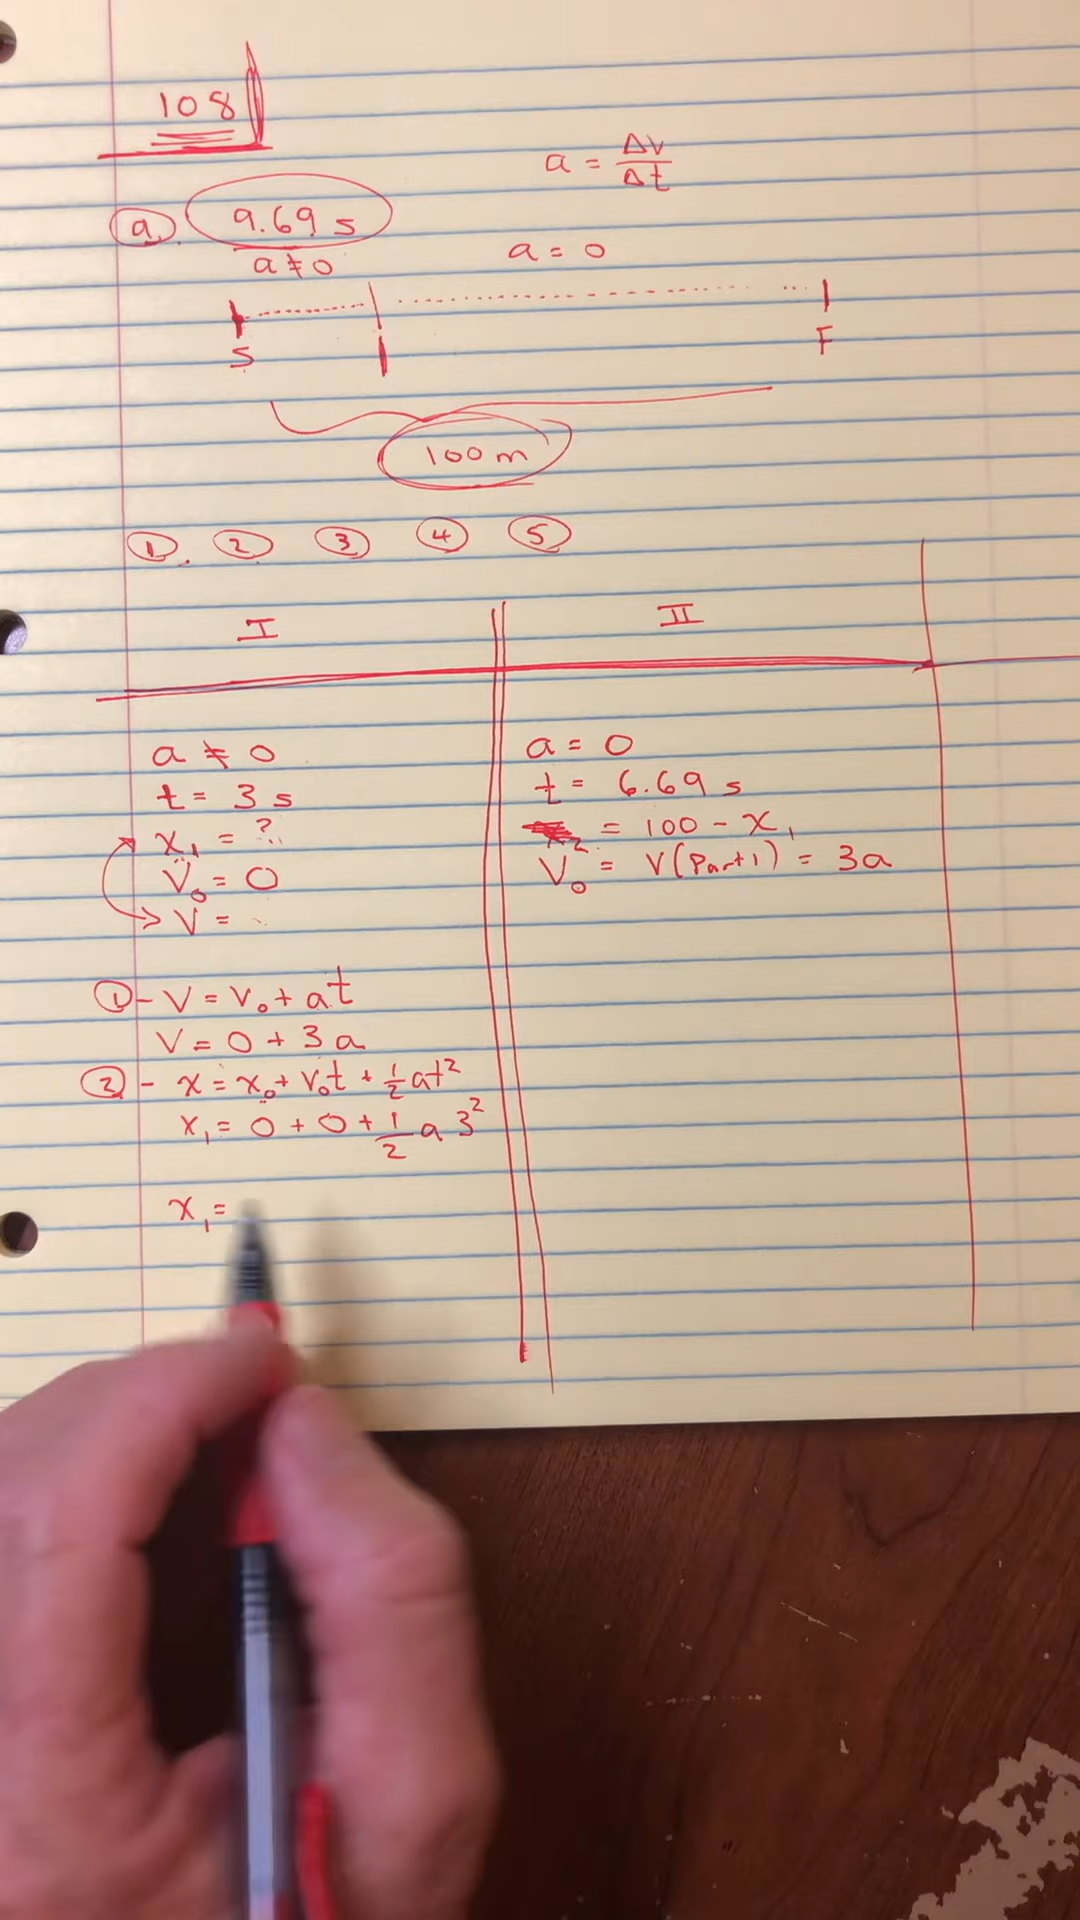 108
a = Δv/Δt
a. 9.69 s
a ≠ 0
a = 0
S F
100 m
1. 2 3 4 5
I II
a ≠ 0
t = 3 s
x₁ = ?
V₀ = 0
V =
a = 0
t = 6.69 s
x₂ = 100 - x₁
V₀ = V(Part 1) = 3a
1 - V = V₀ + at
V = 0 + 3a
2 - x = x₀ + V₀t + 1/2 at²
x₁ = 0 + 0 + 1/2 a 3²
x₁ =